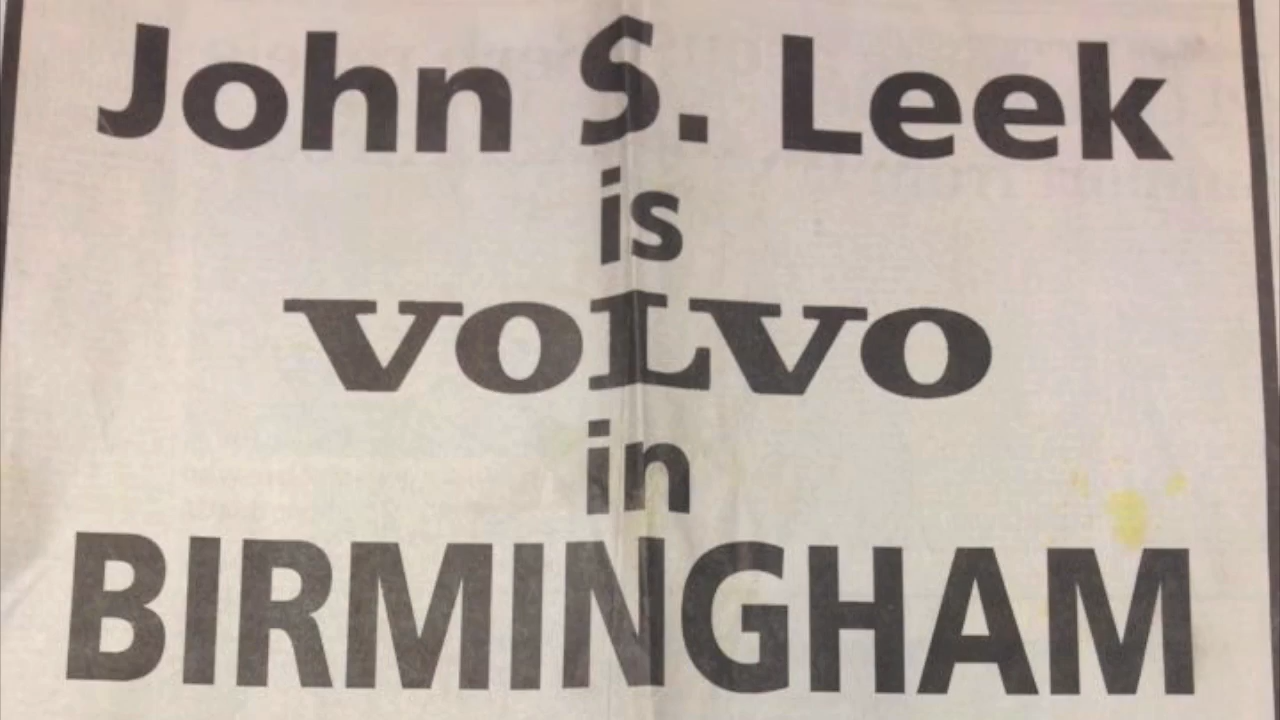 John S. Leek
is
VOLVO
in
BIRMINGHAM